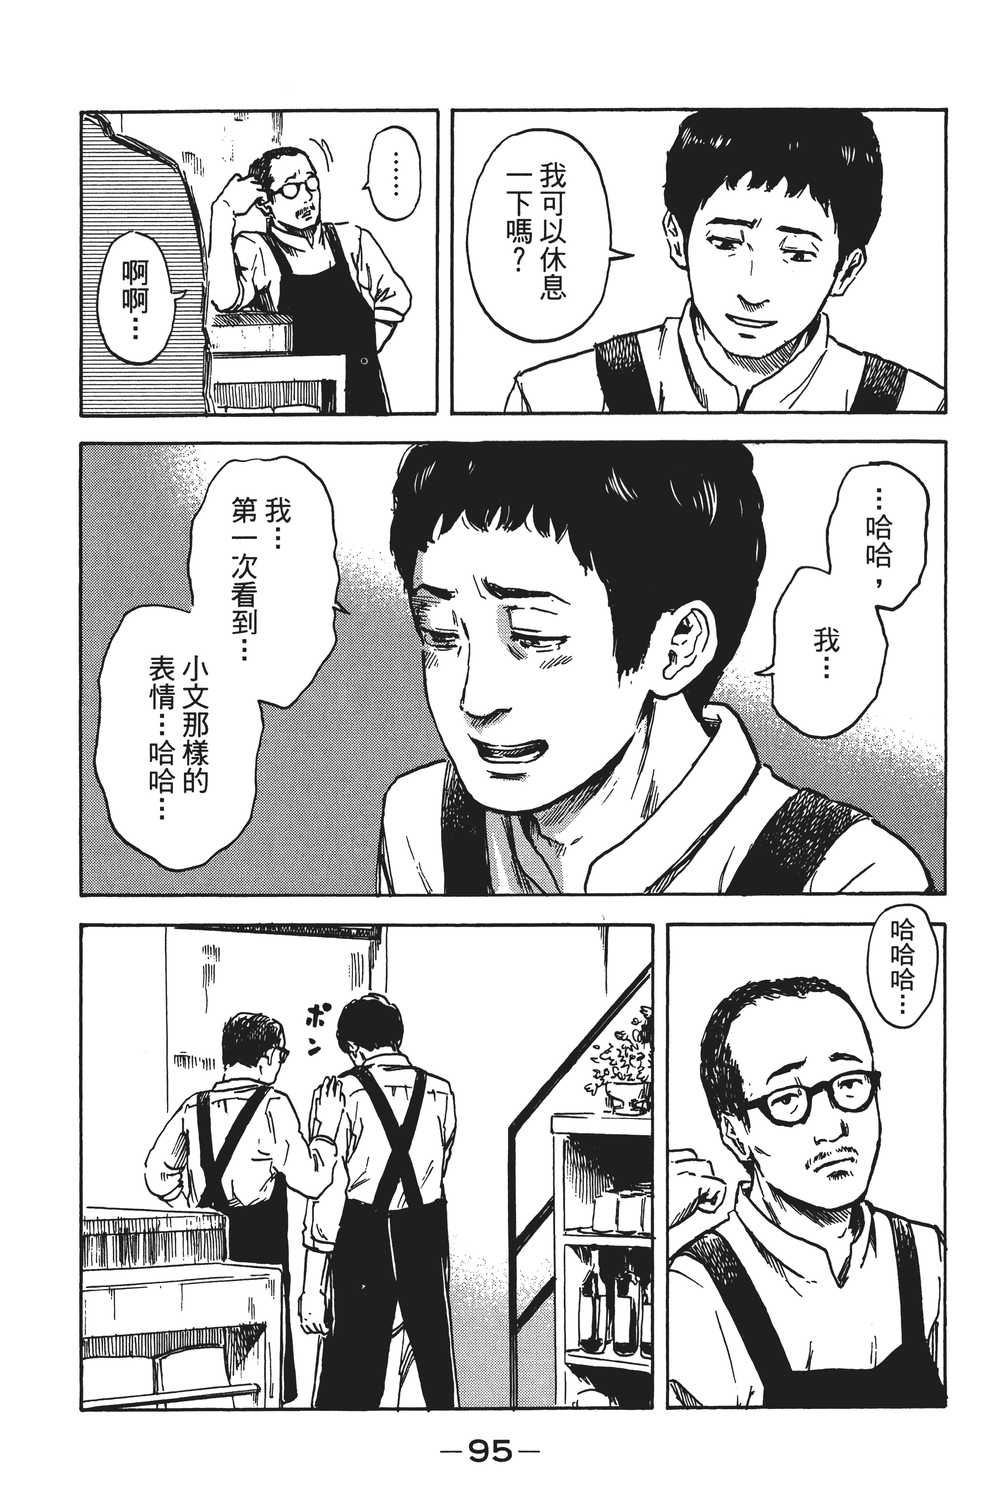 我可以休息
一下嗎？
……
啊啊…
…哈哈，
我…
我…
第一次看到…
小文那樣的
表情…哈哈…
哈哈哈…
ポン
—95—